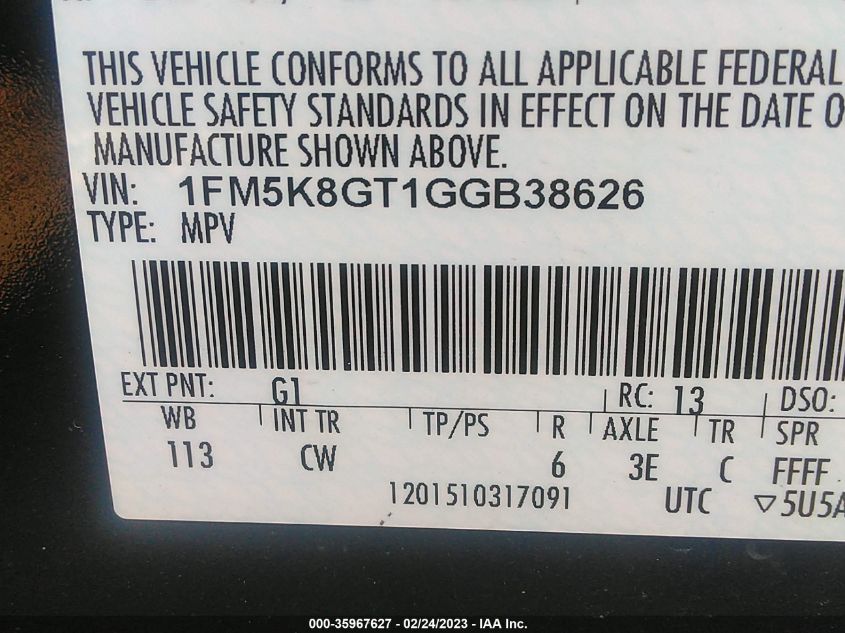 THIS VEHICLE CONFORMS TO ALL APPLICABLE FEDERAL
VEHICLE SAFETY STANDARDS IN EFFECT ON THE DATE O
MANUFACTURE SHOWN ABOVE.
VIN: 1FM5K8GT1GGB38626
TYPE: MPV
EXT PNT: G1 RC: 13 DSO:
WB INT TR TP/PS R AXLE TR SPR
113 CW 6 3E C FFFF
1201510317091 UTC ▽5U5A
000-35967627 - 02/24/2023 - IAA Inc.